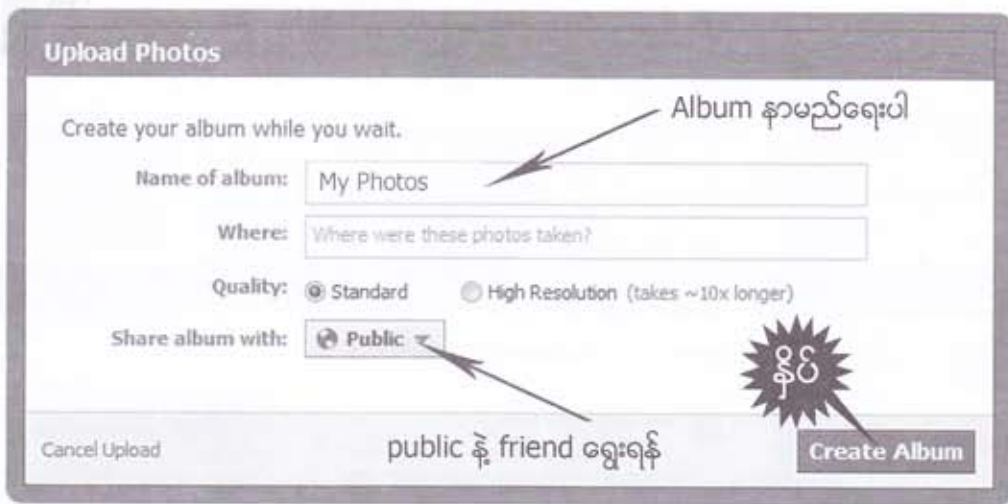 Upload Photos
Album နာမည်ရေးပါ
Create your album while you wait.
Name of album: My Photos
Where: Where were these photos taken?
Quality: Standard High Resolution (takes ~10x longer)
Share album with: Public
နှိပ်
Cancel Upload public နဲ့ friend ရွေးရန် Create Album